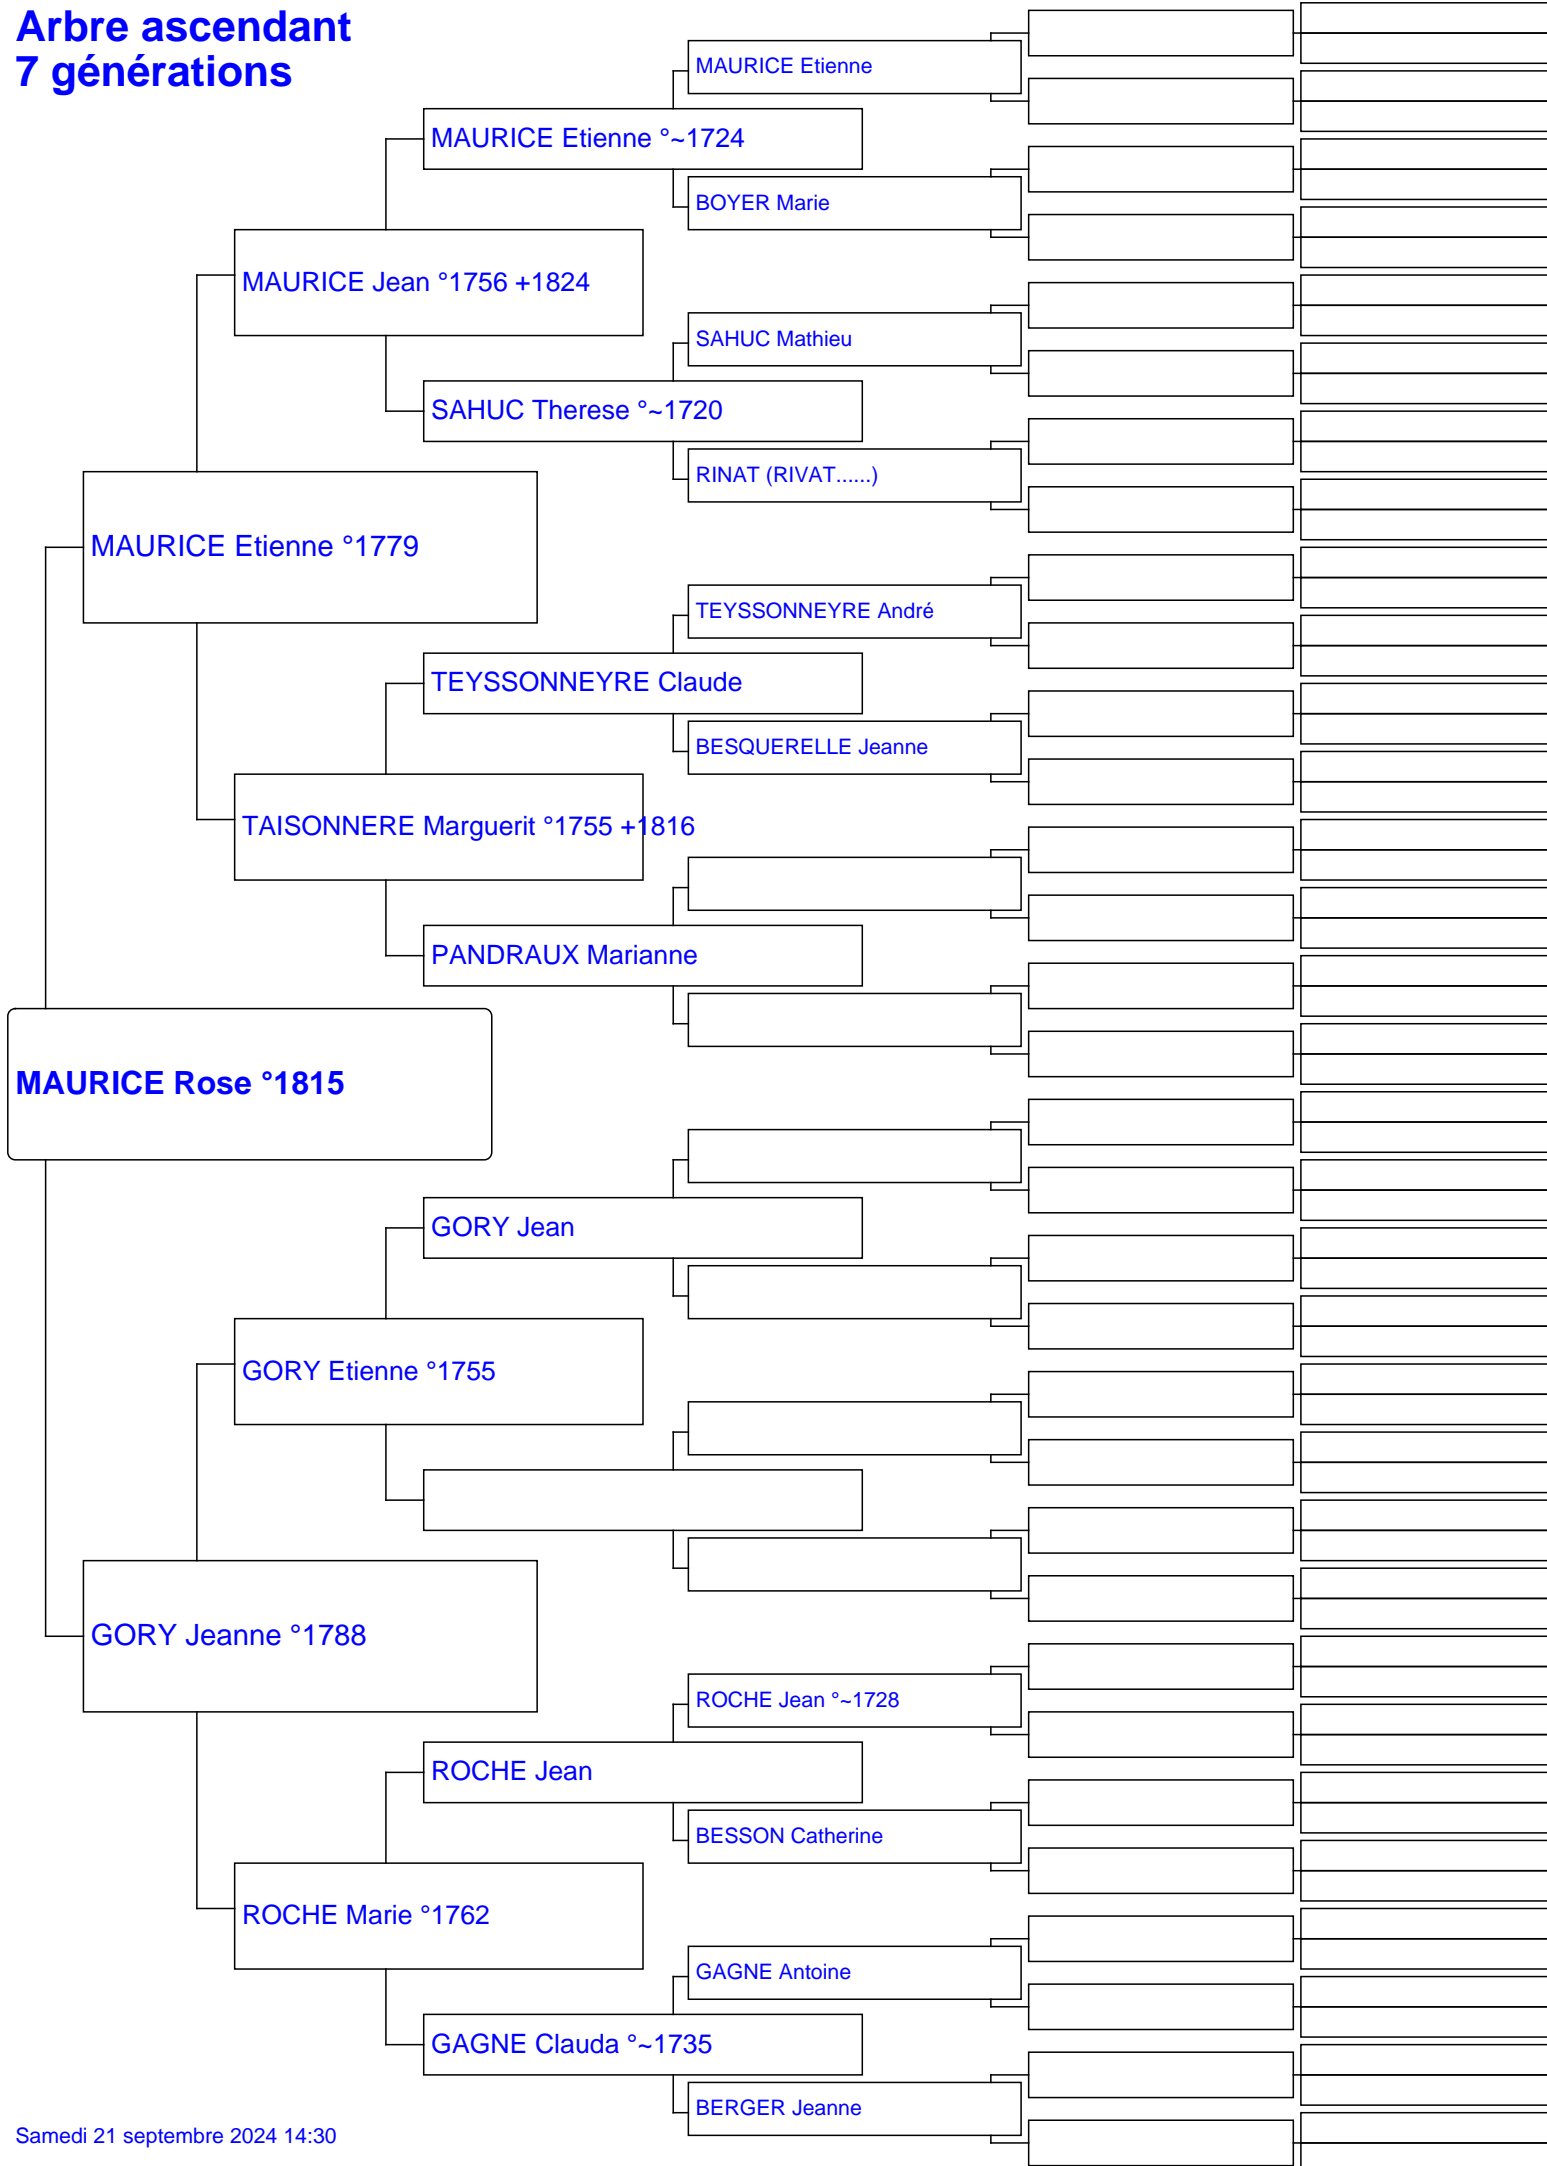 Arbre ascendant
7 générations
MAURICE Etienne
MAURICE Etienne °~1724
BOYER Marie
MAURICE Jean °1756 +1824
SAHUC Mathieu
SAHUC Therese °~1720
RINAT (RIVAT......)
MAURICE Etienne °1779
TEYSSONNEYRE André
TEYSSONNEYRE Claude
BESQUERELLE Jeanne
TAISONNERE Marguerit °1755 +1816
PANDRAUX Marianne
MAURICE Rose °1815
GORY Jean
GORY Etienne °1755
GORY Jeanne °1788
ROCHE Jean °~1728
ROCHE Jean
BESSON Catherine
ROCHE Marie °1762
GAGNE Antoine
GAGNE Clauda °~1735
BERGER Jeanne
Samedi 21 septembre 2024 14:30